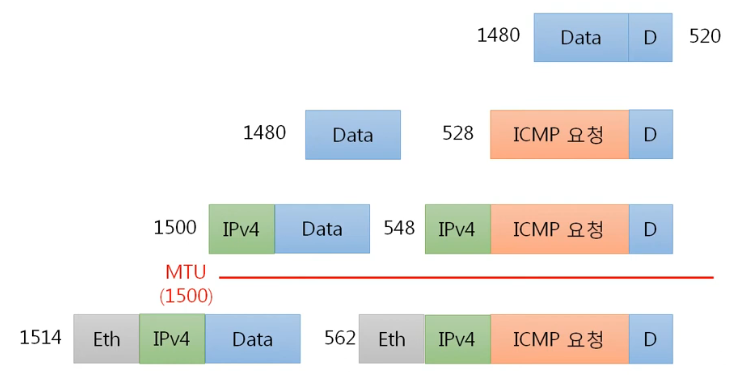 1480 Data D 520
1480 Data 528 ICMP 요청 D
1500 IPv4 Data 548 IPv4 ICMP 요청 D
MTU
(1500)
1514 Eth IPv4 Data 562 Eth IPv4 ICMP 요청 D